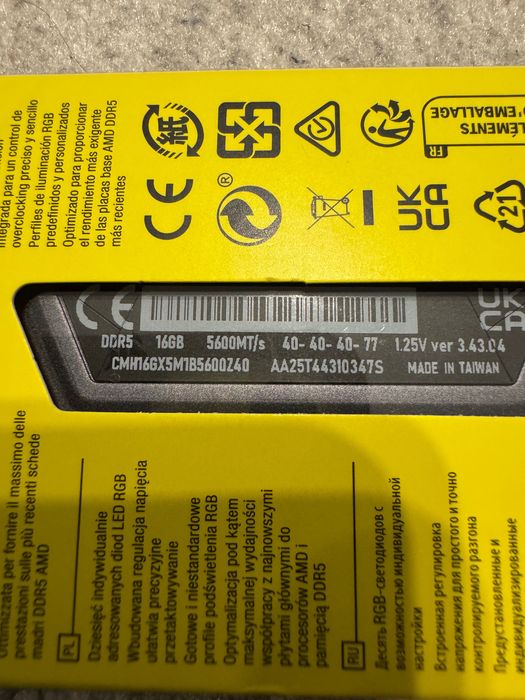 integrada para un control de
overclocking preciso y sencillo
Perfiles de iluminación RGB
predefinidos y personalizados
Optimizado para proporcionar
el rendimiento más exigente
de las placas base AMD DDR5
más recientes
紙
CE
®
UK
CA
21
FR
ÉLÉMENTS
D'EMBALLAGE
CE
UK
CA
DDR5 16GB 5600MT/s 40-40-40-77 1.25V ver 3.43.04
CMH16GX5M1B5600Z40 AA25T44310347S MADE IN TAIWAN
Ottimizzata per fornire il massimo delle
prestazioni sulle più recenti schede
madri DDR5 AMD
PL
Dziesięć indywidualnie
adresowanych diod LED RGB
Wbudowana regulacja napięcia
ułatwia precyzyjne
przetaktowywanie
Gotowe i niestandardowe
profile podświetlenia RGB
Optymalizacja pod kątem
maksymalnej wydajności
współpracy z najnowszymi
płytami głównymi do
procesorów AMD i
pamięcią DDR5
RU
Десять RGB-светодиодов с
возможностью индивидуальной
настройки
Встроенная регулировка
напряжения для простого и точно
контролируемого разгона
Предустановленные и
индивидуализированные